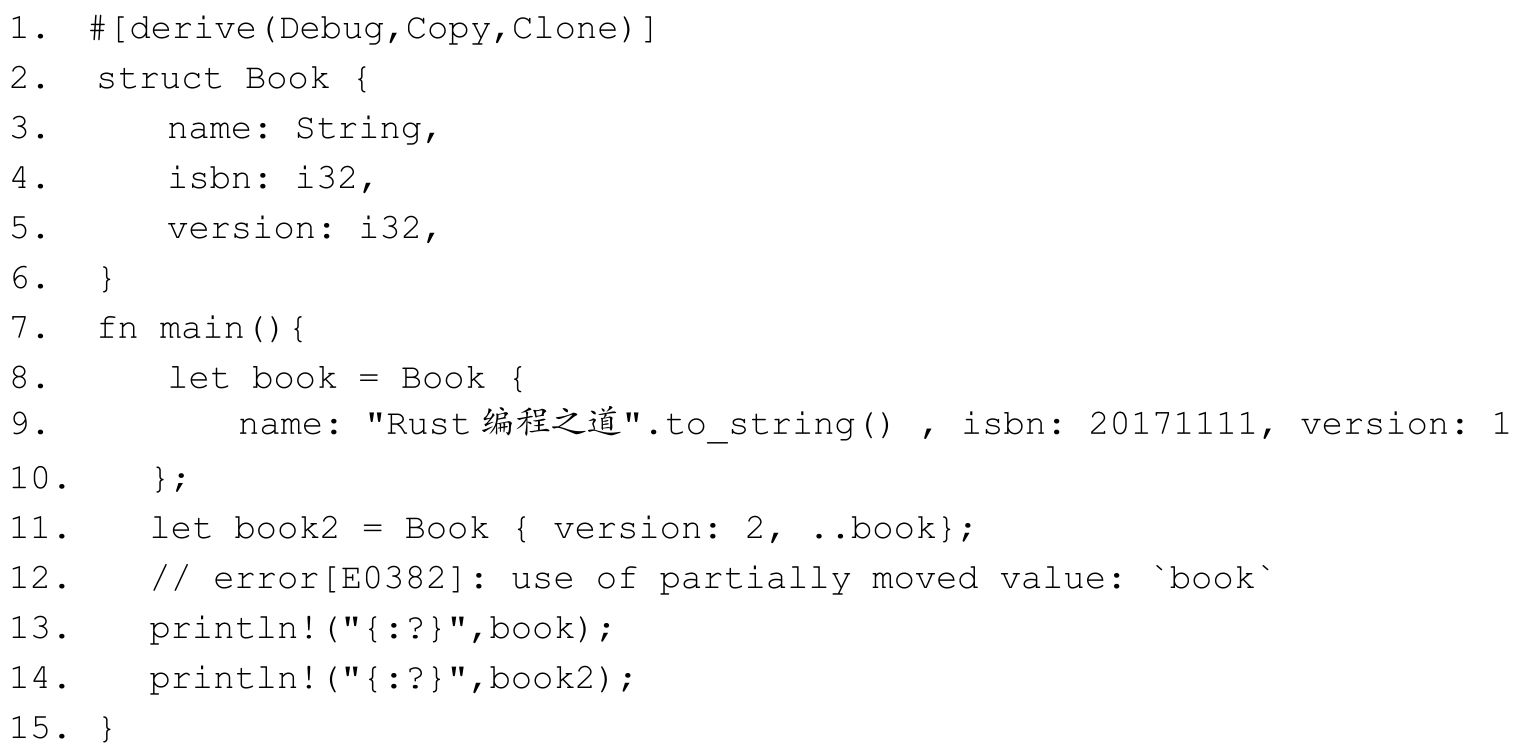 1. #[derive(Debug,Copy,Clone)]
2. struct Book {
3. name: String,
4. isbn: i32,
5. version: i32,
6. }
7. fn main(){
8. let book = Book {
9. name: "Rust 编程之道".to_string() , isbn: 20171111, version: 1
10. };
11. let book2 = Book { version: 2, ..book};
12. // error[E0382]: use of partially moved value: `book`
13. println!("{:?}",book);
14. println!("{:?}",book2);
15. }